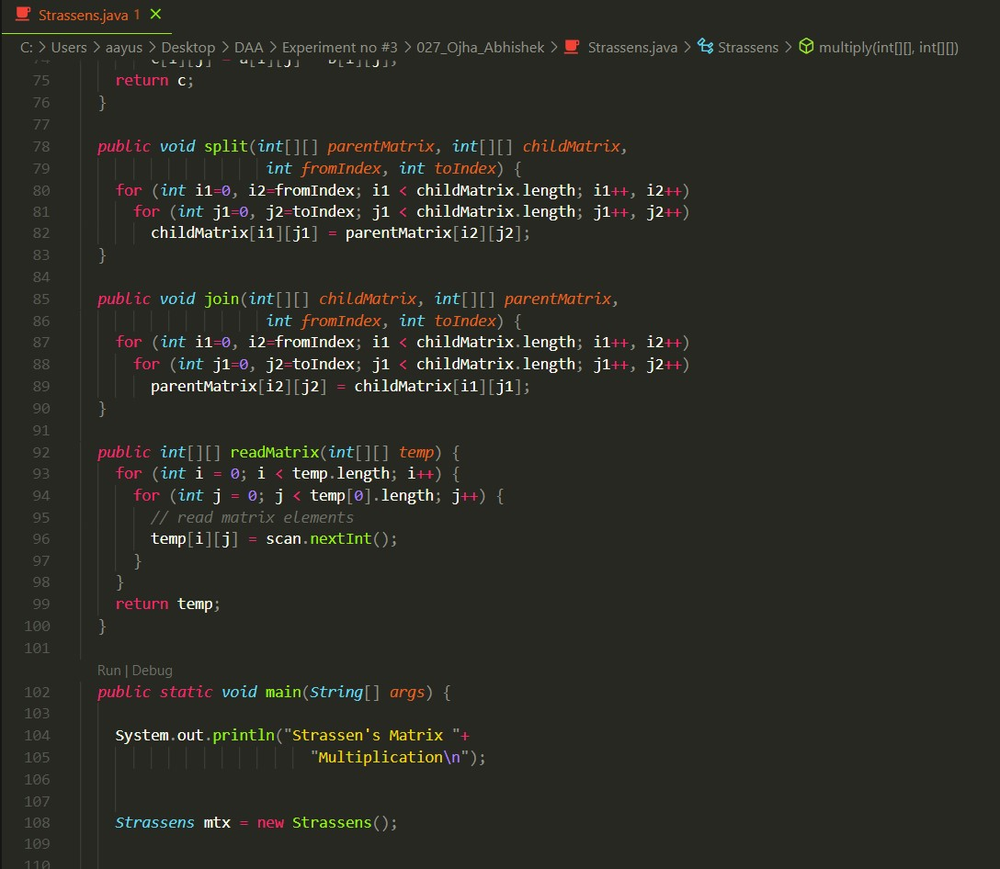 Strassens.java 1 ×
C: > Users > aayus > Desktop > DAA > Experiment no #3 > 027_Ojha_Abhishek > Strassens.java > Strassens > multiply(int[][], int[][])
74 c[i][j] = a[i][j] - b[i][j];
75 return c;
76 }
77
78 public void split(int[][] parentMatrix, int[][] childMatrix,
79 int fromIndex, int toIndex) {
80 for (int i1=0, i2=fromIndex; i1 < childMatrix.length; i1++, i2++)
81 for (int j1=0, j2=toIndex; j1 < childMatrix.length; j1++, j2++)
82 childMatrix[i1][j1] = parentMatrix[i2][j2];
83 }
84
85 public void join(int[][] childMatrix, int[][] parentMatrix,
86 int fromIndex, int toIndex) {
87 for (int i1=0, i2=fromIndex; i1 < childMatrix.length; i1++, i2++)
88 for (int j1=0, j2=toIndex; j1 < childMatrix.length; j1++, j2++)
89 parentMatrix[i2][j2] = childMatrix[i1][j1];
90 }
91
92 public int[][] readMatrix(int[][] temp) {
93 for (int i = 0; i < temp.length; i++) {
94 for (int j = 0; j < temp[0].length; j++) {
95 // read matrix elements
96 temp[i][j] = scan.nextInt();
97 }
98 }
99 return temp;
100 }
101
Run | Debug
102 public static void main(String[] args) {
103
104 System.out.println("Strassen's Matrix "+
105 "Multiplication\n");
106
107
108 Strassens mtx = new Strassens();
109
110